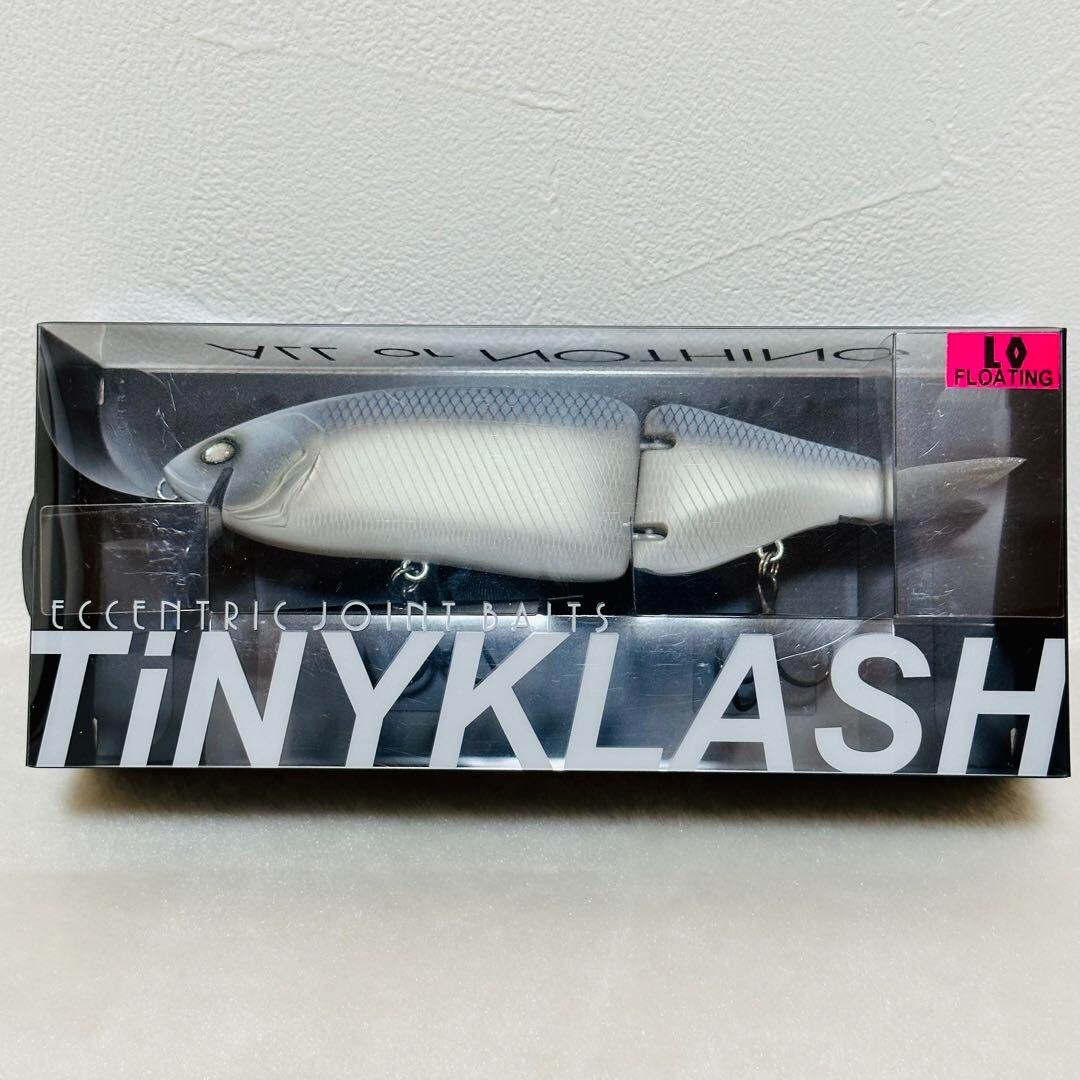 ALL or NOTHING
LO
FLOATING
ECCENTRIC JOINT BAITS
TiNYKLASH